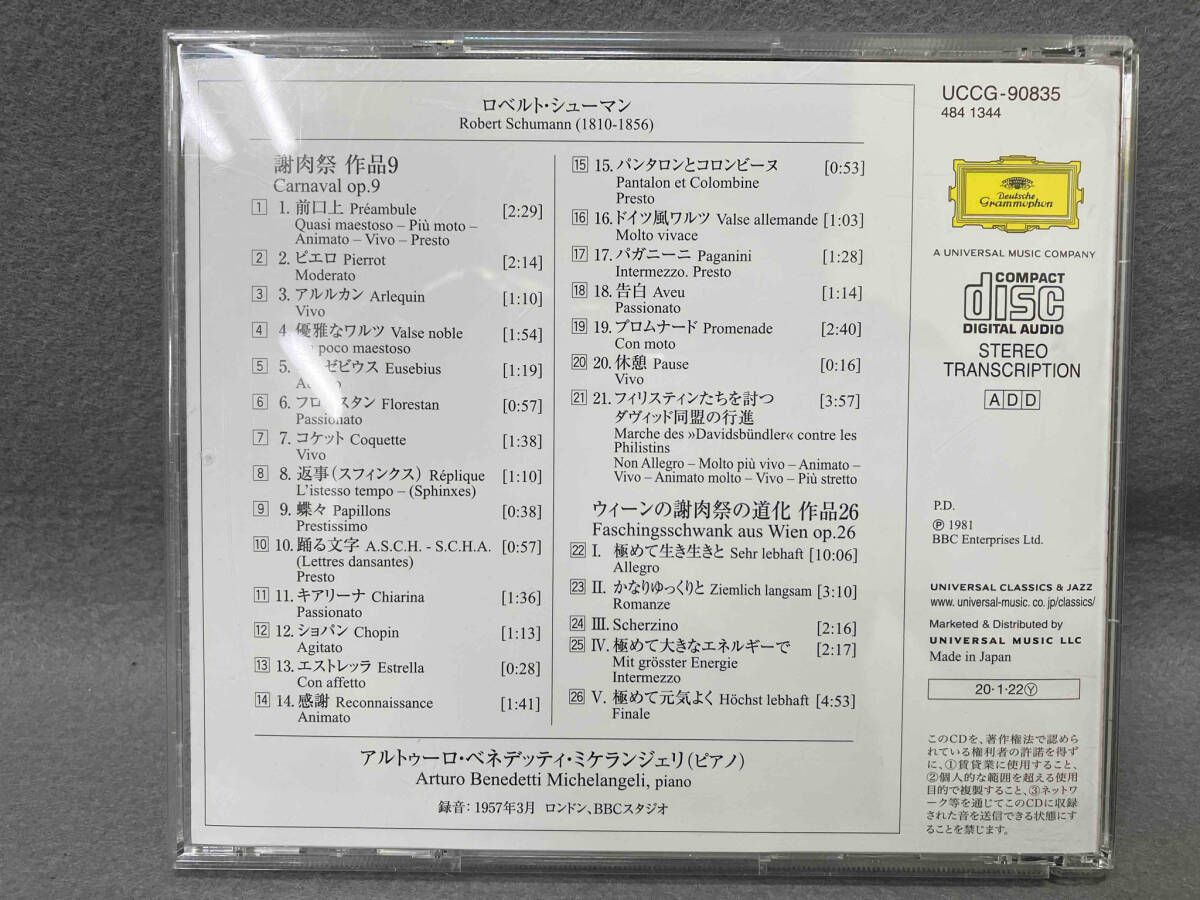 ロベルト・シューマン
Robert Schumann (1810-1856)
謝肉祭 作品9
Carnaval op.9
1 1. 前口上 Préambule [2:29]
Quasi maestoso – Più moto –
Animato – Vivo – Presto
2 2. ピエロ Pierrot [2:14]
Moderato
3 3. アルルカン Arlequin [1:10]
Vivo
4 4. 優雅なワルツ Valse noble [1:54]
poco maestoso
5 5. ゼビウス Eusebius [1:19]
6 6. フロ スタン Florestan [0:57]
Passionato
7 7. コケット Coquette [1:38]
Vivo
8 8. 返事(スフィンクス) Réplique [1:10]
L'istesso tempo – (Sphinxes)
9 9. 蝶々 Papillons [0:38]
Prestissimo
10 10. 踊る文字 A.S.C.H. - S.C.H.A. [0:57]
(Lettres dansantes)
Presto
11 11. キアリーナ Chiarina [1:36]
Passionato
12 12. ショパン Chopin [1:13]
Agitato
13 13. エストレッラ Estrella [0:28]
Con affetto
14 14. 感謝 Reconnaissance [1:41]
Animato
15 15. パンタロンとコロンビーヌ [0:53]
Pantalon et Colombine
Presto
16 16. ドイツ風ワルツ Valse allemande [1:03]
Molto vivace
17 17. パガニーニ Paganini [1:28]
Intermezzo. Presto
18 18. 告白 Aveu [1:14]
Passionato
19 19. プロムナード Promenade [2:40]
Con moto
20 20. 休憩 Pause [0:16]
Vivo
21 21. フィリスティンたちを討つ [3:57]
ダヴィッド同盟の行進
Marche des »Davidsbündler« contre les
Philistins
Non Allegro – Molto più vivo – Animato –
Vivo – Animato molto – Vivo – Più stretto
ウィーンの謝肉祭の道化 作品26
Faschingsschwank aus Wien op.26
22 I. 極めて生き生きと Sehr lebhaft [10:06]
Allegro
23 II. かなりゆっくりと Ziemlich langsam [3:10]
Romanze
24 III. Scherzino [2:16]
25 IV. 極めて大きなエネルギーで [2:17]
Mit grösster Energie
Intermezzo
26 V. 極めて元気よく Höchst lebhaft [4:53]
Finale
アルトゥーロ・ベネデッティ・ミケランジェリ(ピアノ)
Arturo Benedetti Michelangeli, piano
録音: 1957年3月 ロンドン、BBCスタジオ
UCCG-90835
484 1344
Deutsche
Grammophon
A UNIVERSAL MUSIC COMPANY
COMPACT
disc
DIGITAL AUDIO
STEREO
TRANSCRIPTION
ADD
P.D.
℗ 1981
BBC Enterprises Ltd.
UNIVERSAL CLASSICS & JAZZ
www. universal-music. co.jp/classics/
Marketed & Distributed by
UNIVERSAL MUSIC LLC
Made in Japan
20・1・22Ⓨ
このCDを、著作権法で認めら
れている権利者の許諾を得ず
に、①賃貸業に使用すること、
②個人的な範囲を超える使用
目的で複製すること、③ネットワ
ーク等を通じてこのCDに収録
された音を送信できる状態にす
ることを禁じます。